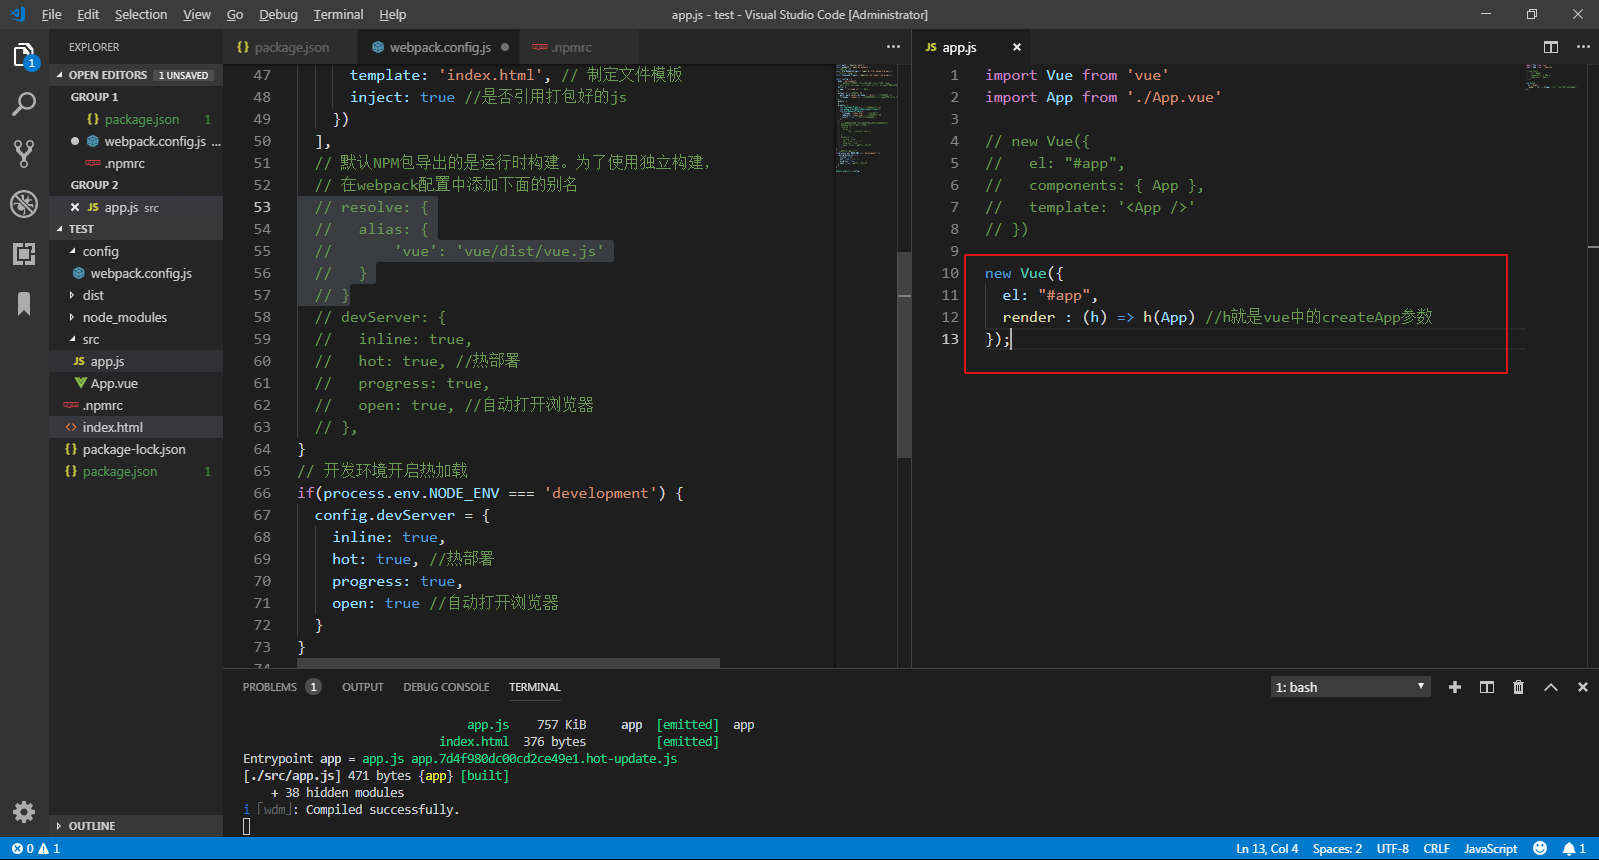 File Edit Selection View Go Debug Terminal Help
app.js - test - Visual Studio Code [Administrator]
1
EXPLORER
OPEN EDITORS 1 UNSAVED
GROUP 1
{} package.json 1
webpack.config.js ...
.npmrc
GROUP 2
JS app.js src
TEST
config
webpack.config.js
dist
node_modules
src
JS app.js
App.vue
.npmrc
<> index.html
{} package-lock.json
{} package.json 1
OUTLINE
{} package.json
webpack.config.js
.npmrc
47 template: 'index.html', // 制定文件模板
48 inject: true //是否引用打包好的js
49 })
50 ],
51 // 默认NPM包导出的是运行时构建。为了使用独立构建，
52 // 在webpack配置中添加下面的别名
53 // resolve: {
54 // alias: {
55 // 'vue': 'vue/dist/vue.js'
56 // }
57 // }
58 // devServer: {
59 // inline: true,
60 // hot: true, //热部署
61 // progress: true,
62 // open: true, //自动打开浏览器
63 // },
64 }
65 // 开发环境开启热加载
66 if(process.env.NODE_ENV === 'development') {
67 config.devServer = {
68 inline: true,
69 hot: true, //热部署
70 progress: true,
71 open: true //自动打开浏览器
72 }
73 }
74
JS app.js
1 import Vue from 'vue'
2 import App from './App.vue'
3
4 // new Vue({
5 // el: "#app",
6 // components: { App },
7 // template: '<App />'
8 // })
9
10 new Vue({
11 el: "#app",
12 render : (h) => h(App) //h就是vue中的createApp参数
13 });
PROBLEMS 1 OUTPUT DEBUG CONSOLE TERMINAL
1: bash
app.js 757 KiB app [emitted] app
index.html 376 bytes [emitted]
Entrypoint app = app.js app.7d4f980dc00cd2ce49e1.hot-update.js
[./src/app.js] 471 bytes {app} [built]
+ 38 hidden modules
i ｢wdm｣: Compiled successfully.
0 1
Ln 13, Col 4 Spaces: 2 UTF-8 CRLF JavaScript 1